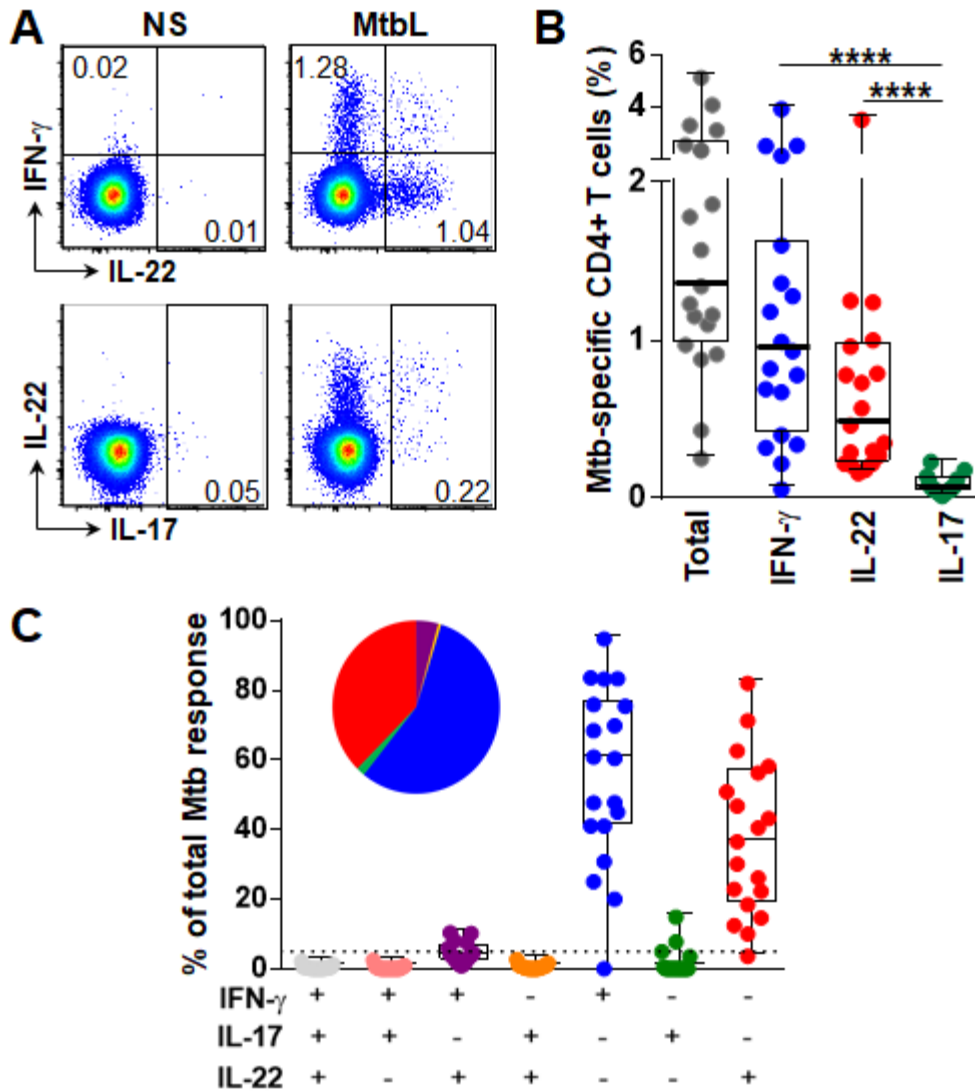 A
NS
MtbL
0.02
1.28
IFN-γ
0.01
1.04
IL-22
IL-22
0.05
0.22
IL-17
B
Mtb-specific CD4+ T cells (%)
6
4
2
1
0
****
****
Total
IFN-γ
IL-22
IL-17
C
% of total Mtb response
100
80
60
40
20
0
IFN-γ + + + - + - -
IL-17 + + - + - + -
IL-22 + - + + - - +